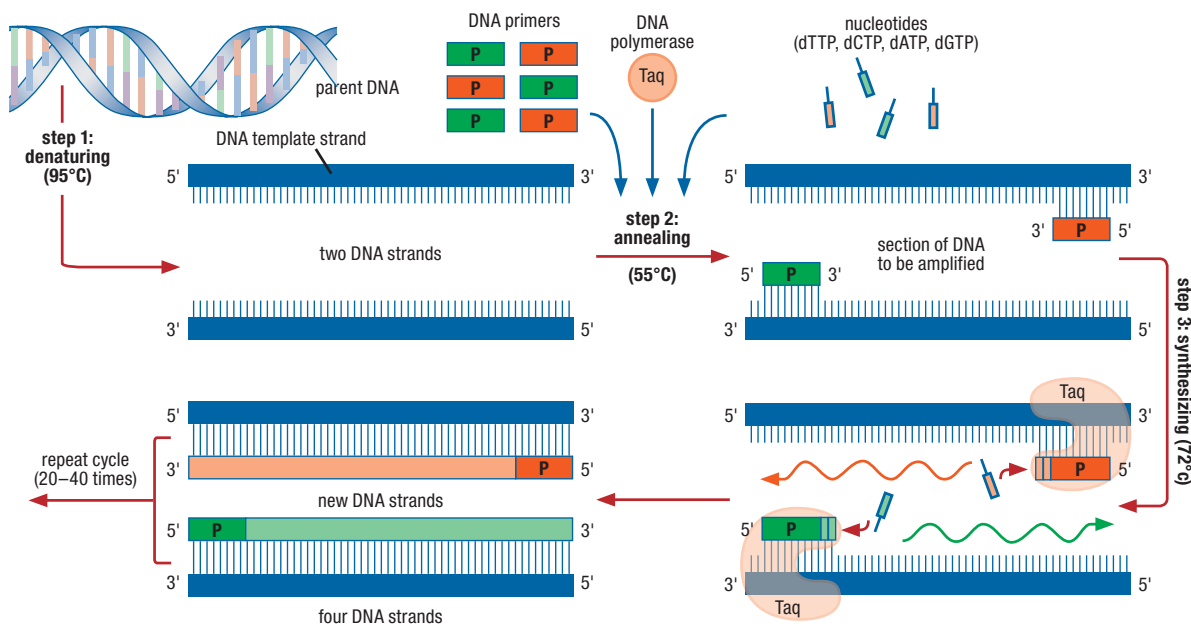 DNA primers
P P
P P
P P
DNA
polymerase
Taq
nucleotides
(dTTP, dCTP, dATP, dGTP)
parent DNA
step 1:
denaturing
(95°C)
DNA template strand
5' 3'
two DNA strands
3' 5'
step 2:
annealing
(55°C)
5' 3'
3' P 5'
section of DNA
to be amplified
5' P 3'
3' 5'
step 3: synthesizing (72°c)
Taq
5' 3'
P 5'
5' P
3' 5'
Taq
5' 3'
3' P 5'
new DNA strands
5' P 3'
3' 5'
four DNA strands
repeat cycle
(20–40 times)